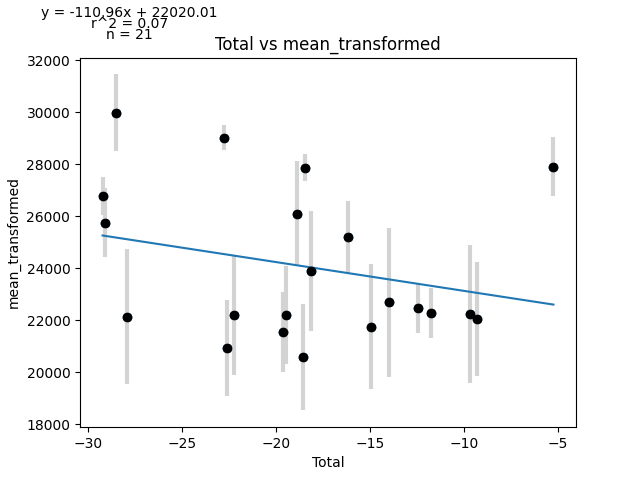 y = -110.96x + 22020.01
r^2 = 0.07
n = 21
Total vs mean_transformed
32000
30000
28000
26000
24000
22000
20000
18000
mean_transformed
−30
−25
−20
−15
−10
−5
Total